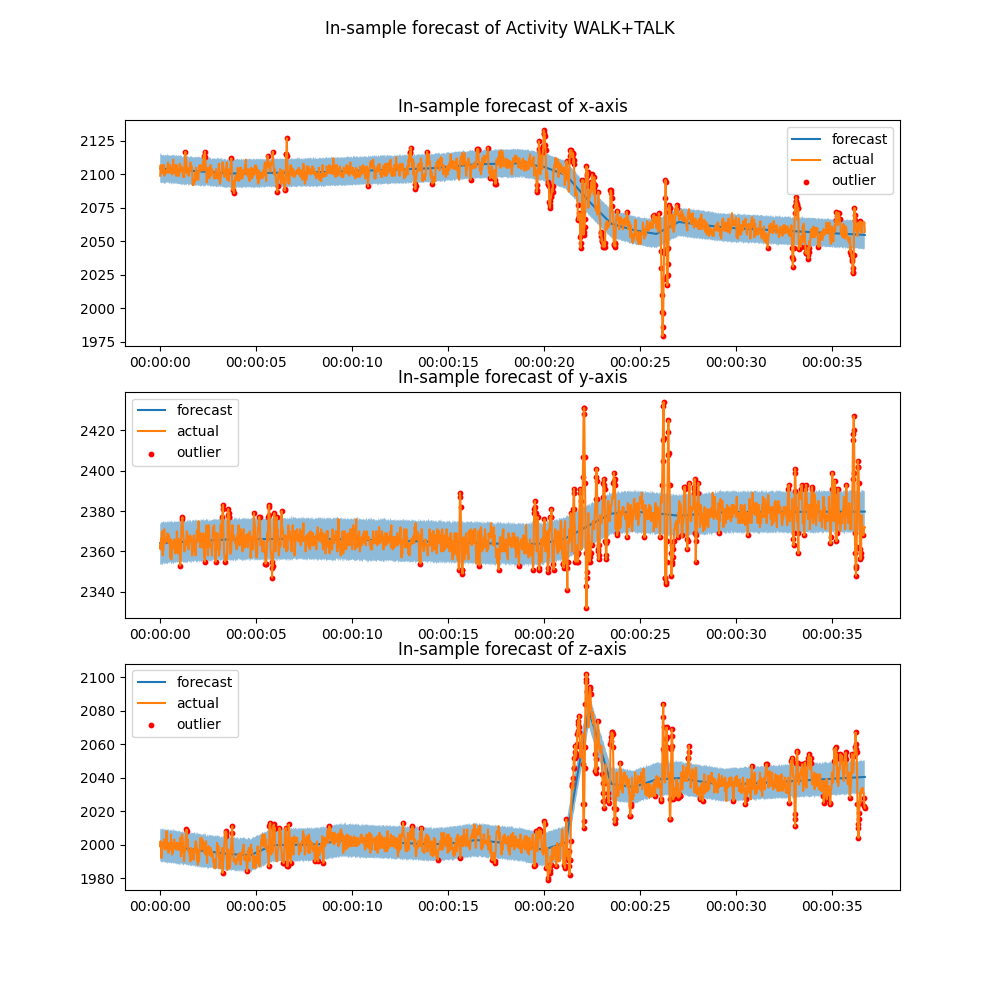 In-sample forecast of Activity WALK+TALK
In-sample forecast of x-axis
2125
2100
2075
2050
2025
2000
1975
forecast
actual
outlier
00:00:00 00:00:05 00:00:10 00:00:15 00:00:20 00:00:25 00:00:30 00:00:35
In-sample forecast of y-axis
2420
2400
2380
2360
2340
forecast
actual
outlier
00:00:00 00:00:05 00:00:10 00:00:15 00:00:20 00:00:25 00:00:30 00:00:35
In-sample forecast of z-axis
2100
2080
2060
2040
2020
2000
1980
forecast
actual
outlier
00:00:00 00:00:05 00:00:10 00:00:15 00:00:20 00:00:25 00:00:30 00:00:35